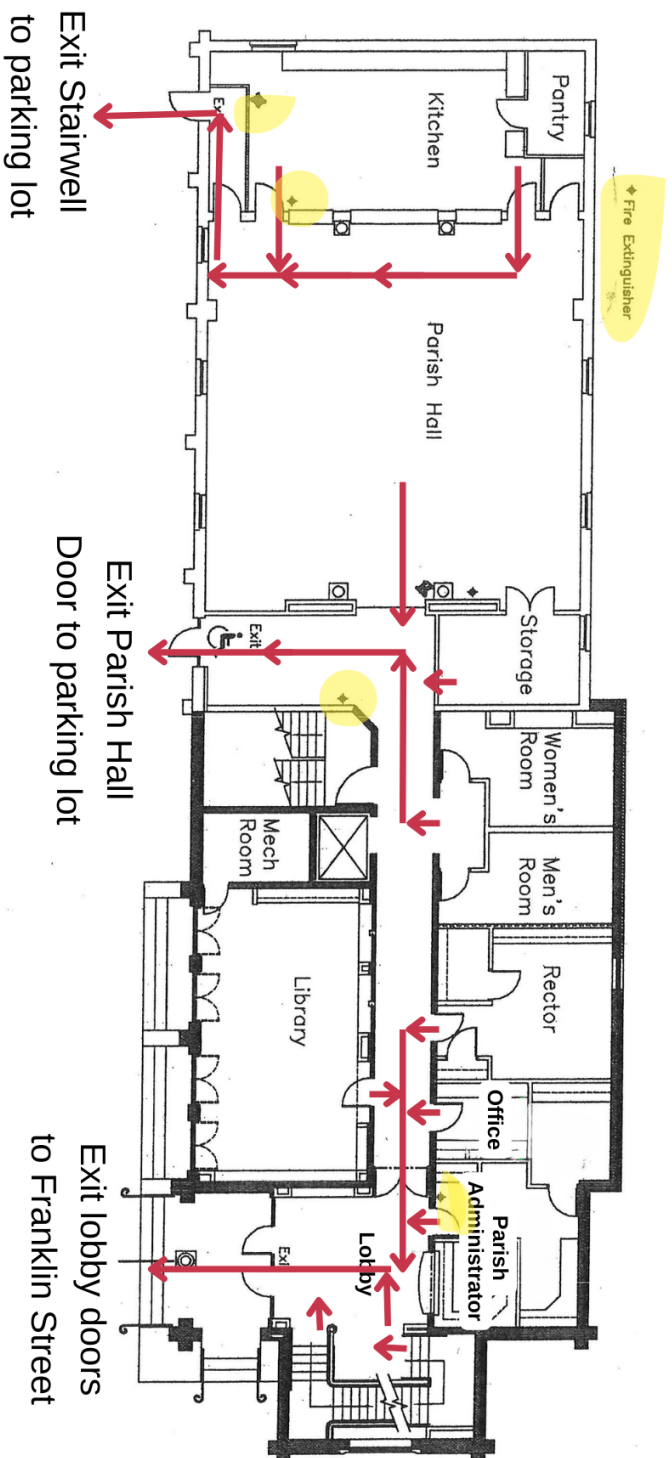 Fire Extinguisher
Pantry
Kitchen
Exit Stairwell
to parking lot
Parish Hall
Storage
Exit
Exit Parish Hall
Door to parking lot
Women's
Room
Men's
Room
Mech
Room
Rector
Library
Office
Parish
Administrator
Lobby
Exit lobby doors
to Franklin Street